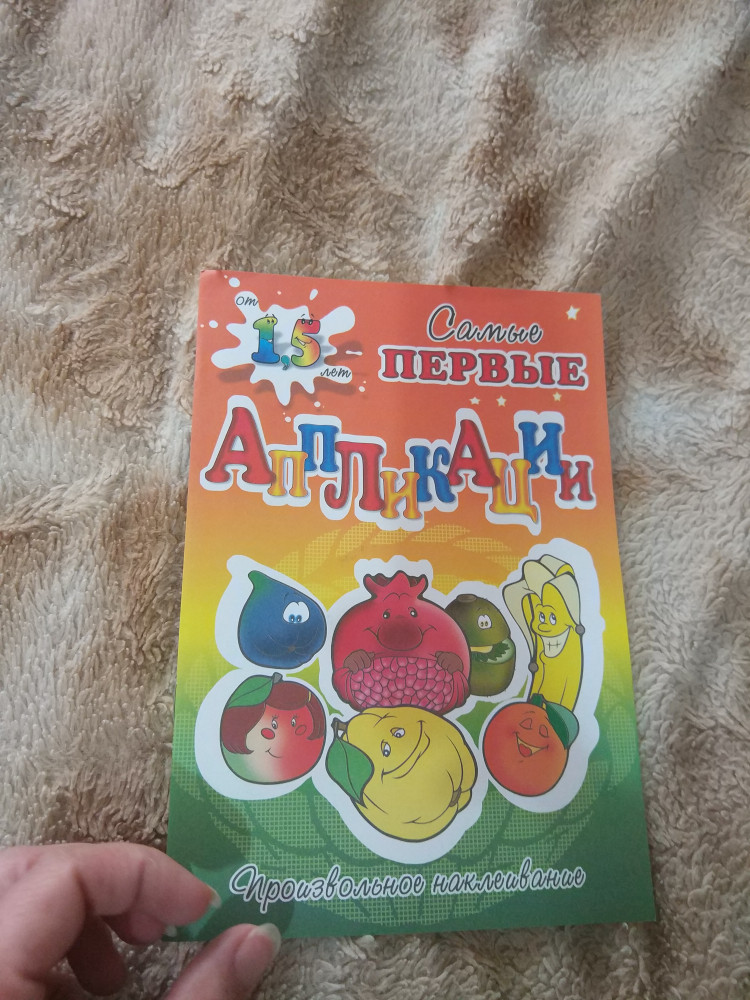 от
1,5
лет
Самые
ПЕРВЫЕ
АППЛИКАЦИИ
Произвольное наклеивание